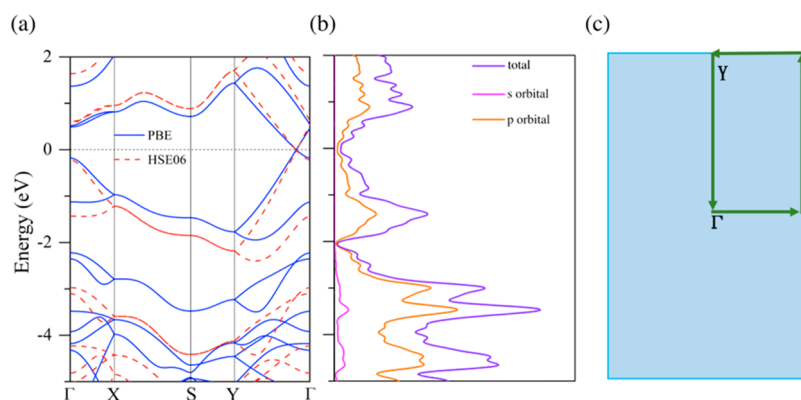 (a)
(b)
(c)
2
0
-2
-4
Energy (eV)
PBE
HSE06
Γ
X
S
Y
Γ
total
s orbital
p orbital
Y
Γ